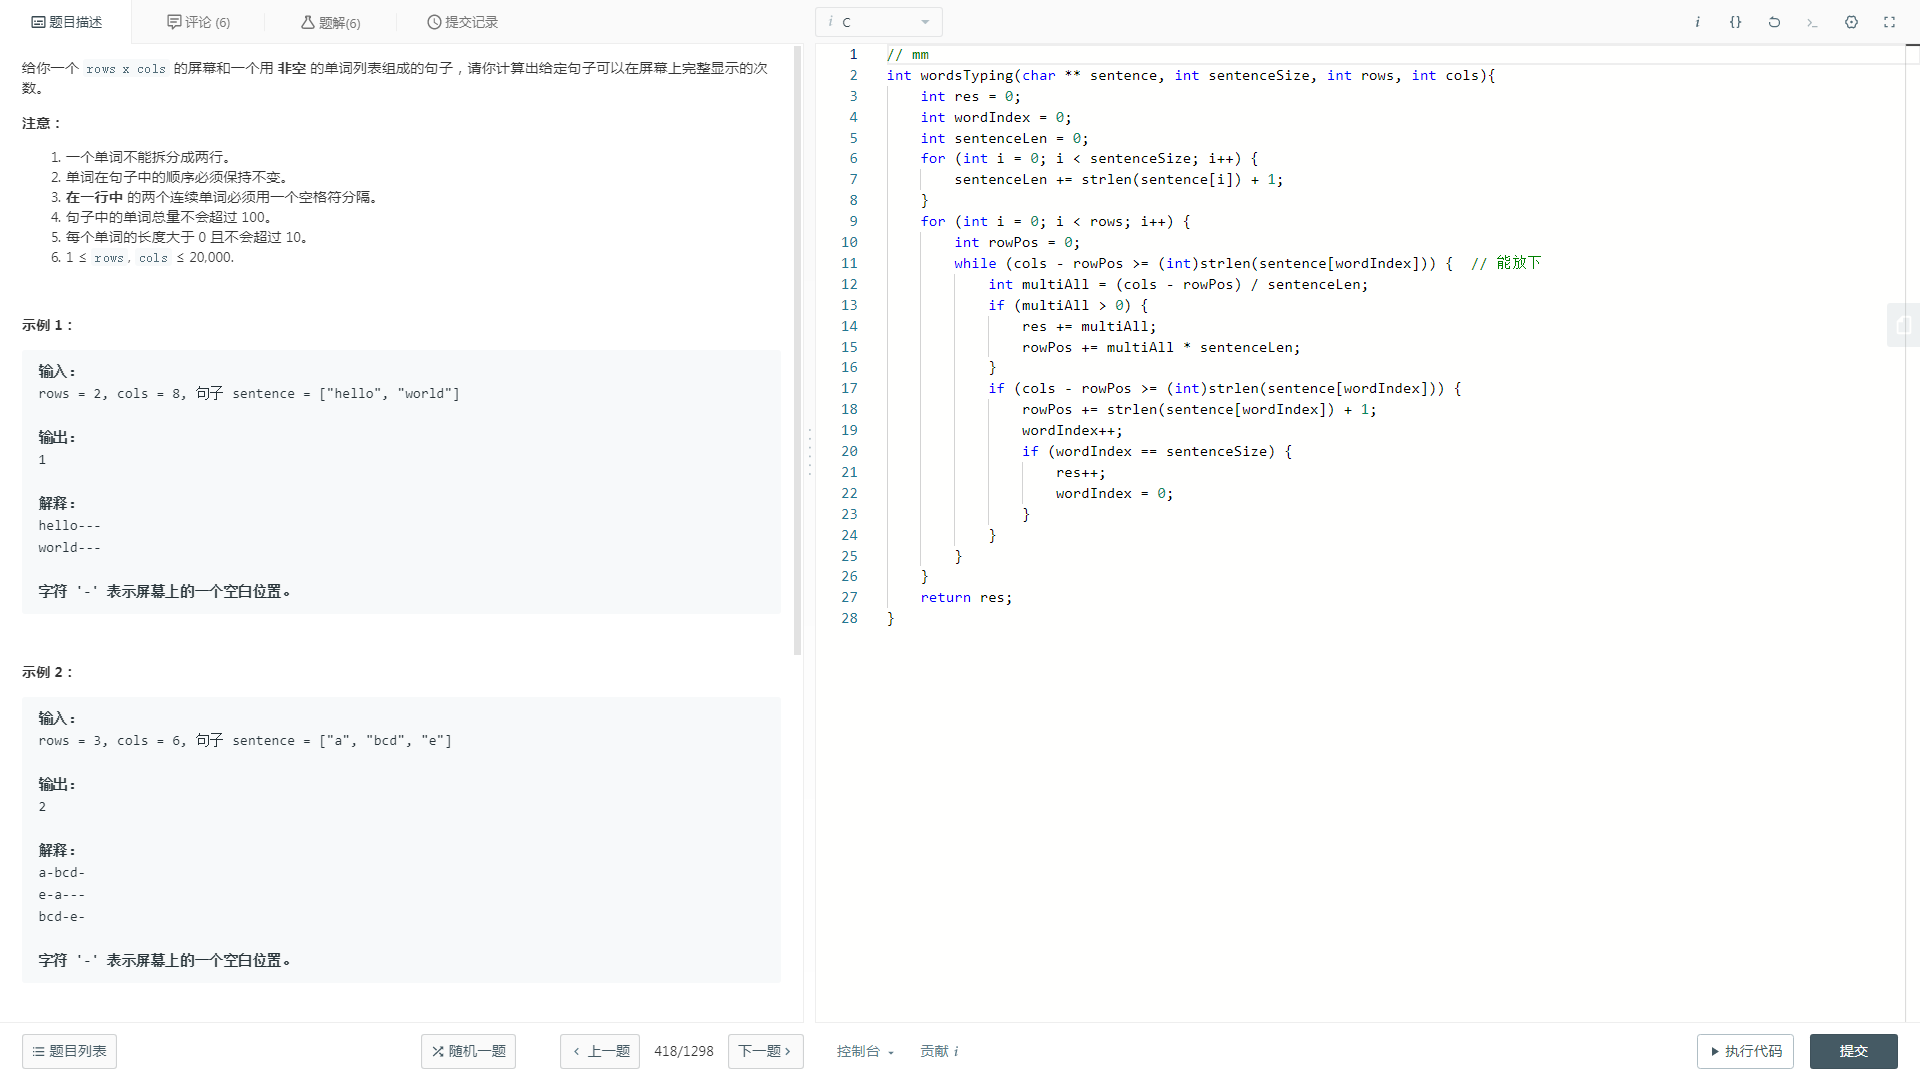 题目描述
评论 (6)
题解(6)
提交记录
i C
i {} >_
给你一个 rows x cols 的屏幕和一个用 非空 的单词列表组成的句子，请你计算出给定句子可以在屏幕上完整显示的次
数。
注意：
1. 一个单词不能拆分成两行。
2. 单词在句子中的顺序必须保持不变。
3. 在一行中 的两个连续单词必须用一个空格符分隔。
4. 句子中的单词总量不会超过 100。
5. 每个单词的长度大于 0 且不会超过 10。
6. 1 ≤ rows, cols ≤ 20,000.
示例 1：
输入：
rows = 2, cols = 8, 句子 sentence = ["hello", "world"]
输出：
1
解释：
hello---
world---
字符 '-' 表示屏幕上的一个空白位置。
示例 2：
输入：
rows = 3, cols = 6, 句子 sentence = ["a", "bcd", "e"]
输出：
2
解释：
a-bcd-
e-a---
bcd-e-
字符 '-' 表示屏幕上的一个空白位置。
1 // mm
2 int wordsTyping(char ** sentence, int sentenceSize, int rows, int cols){
3 int res = 0;
4 int wordIndex = 0;
5 int sentenceLen = 0;
6 for (int i = 0; i < sentenceSize; i++) {
7 sentenceLen += strlen(sentence[i]) + 1;
8 }
9 for (int i = 0; i < rows; i++) {
10 int rowPos = 0;
11 while (cols - rowPos >= (int)strlen(sentence[wordIndex])) { // 能放下
12 int multiAll = (cols - rowPos) / sentenceLen;
13 if (multiAll > 0) {
14 res += multiAll;
15 rowPos += multiAll * sentenceLen;
16 }
17 if (cols - rowPos >= (int)strlen(sentence[wordIndex])) {
18 rowPos += strlen(sentence[wordIndex]) + 1;
19 wordIndex++;
20 if (wordIndex == sentenceSize) {
21 res++;
22 wordIndex = 0;
23 }
24 }
25 }
26 }
27 return res;
28 }
题目列表
随机一题
上一题
418/1298
下一题
控制台
贡献 i
执行代码
提交